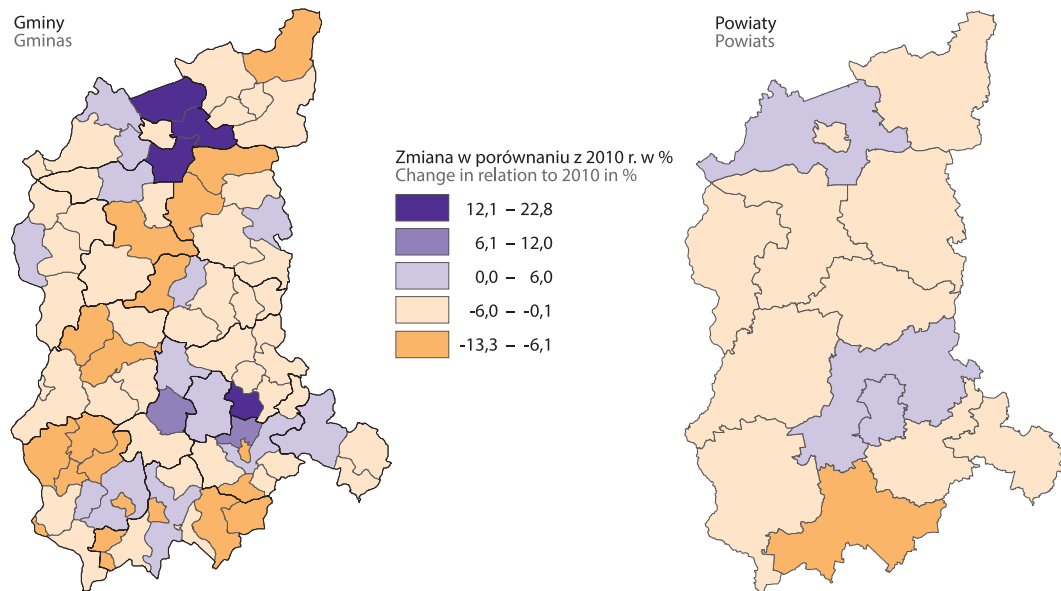 Gminy
Gminas
Powiaty
Powiats
Zmiana w porównaniu z 2010 r. w %
Change in relation to 2010 in %
12,1 – 22,8
6,1 – 12,0
0,0 – 6,0
-6,0 – -0,1
-13,3 – -6,1